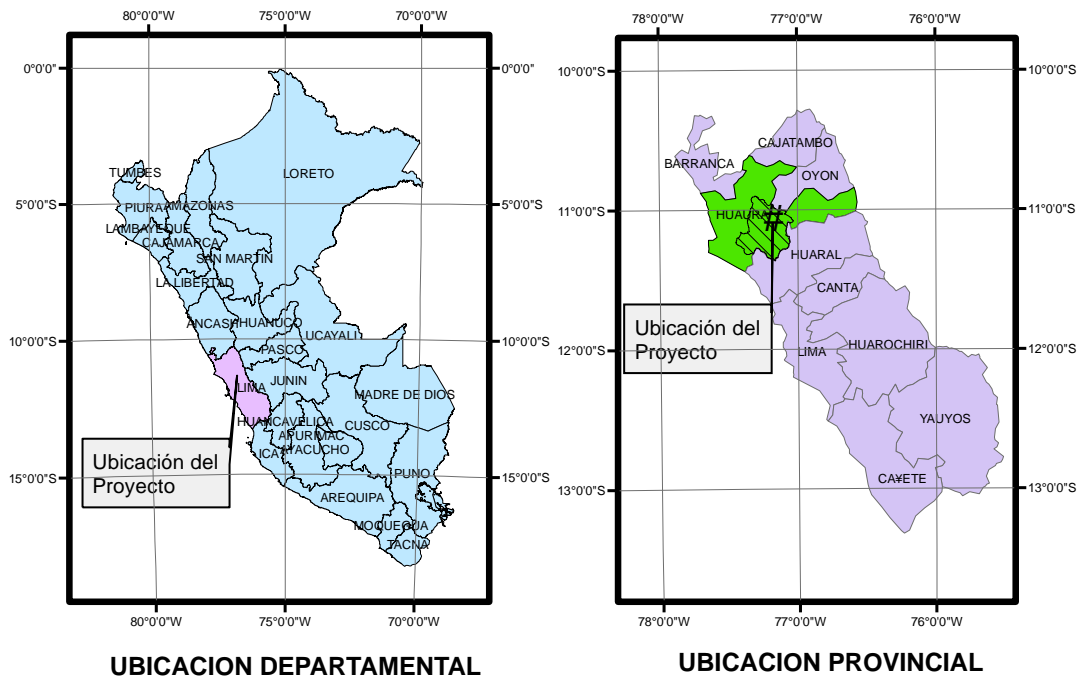 80°0'0"W 75°0'0"W 70°0'0"W
0°0'0" 0°0'0"
LORETO
TUMBES
PIURA AMAZONAS
5°0'0"S 5°0'0"S
LAMBAYEQUE
CAJAMARCA
SAN MARTIN
LA LIBERTAD
ANCASH HUANUCO
UCAYALI
10°0'0"S 10°0'0"S
PASCO
JUNIN
LIMA
MADRE DE DIOS
HUANCAVELICA
CUSCO
APURIMAC
AYACUCHO
ICA
Ubicación del
Proyecto
PUNO
15°0'0"S 15°0'0"S
AREQUIPA
MOQUEGUA
TACNA
80°0'0"W 75°0'0"W 70°0'0"W
UBICACION DEPARTAMENTAL
78°0'0"W 77°0'0"W 76°0'0"W
10°0'0"S 10°0'0"S
CAJATAMBO
BARRANCA
OYON
11°0'0"S 11°0'0"S
HUAURA
#
HUARAL
CANTA
Ubicación del
Proyecto
HUAROCHIRI
LIMA
12°0'0"S 12°0'0"S
YAUYOS
CA¥ETE
13°0'0"S 13°0'0"S
78°0'0"W 77°0'0"W 76°0'0"W
UBICACION PROVINCIAL